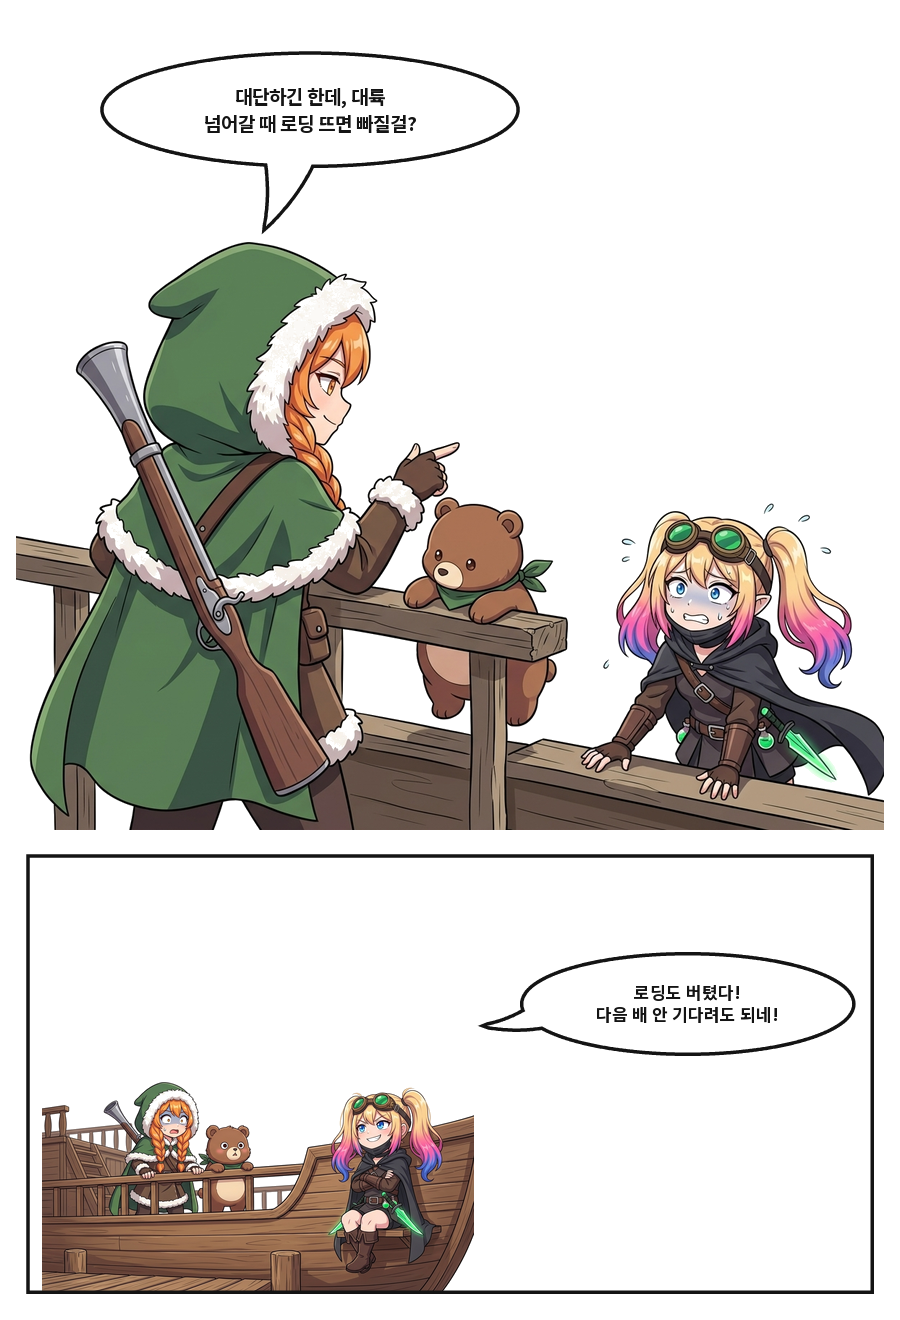 대단하긴 한데, 대륙
넘어갈 때 로딩 뜨면 빠질걸?
로딩도 버텼다!
다음 배 안 기다려도 되네!